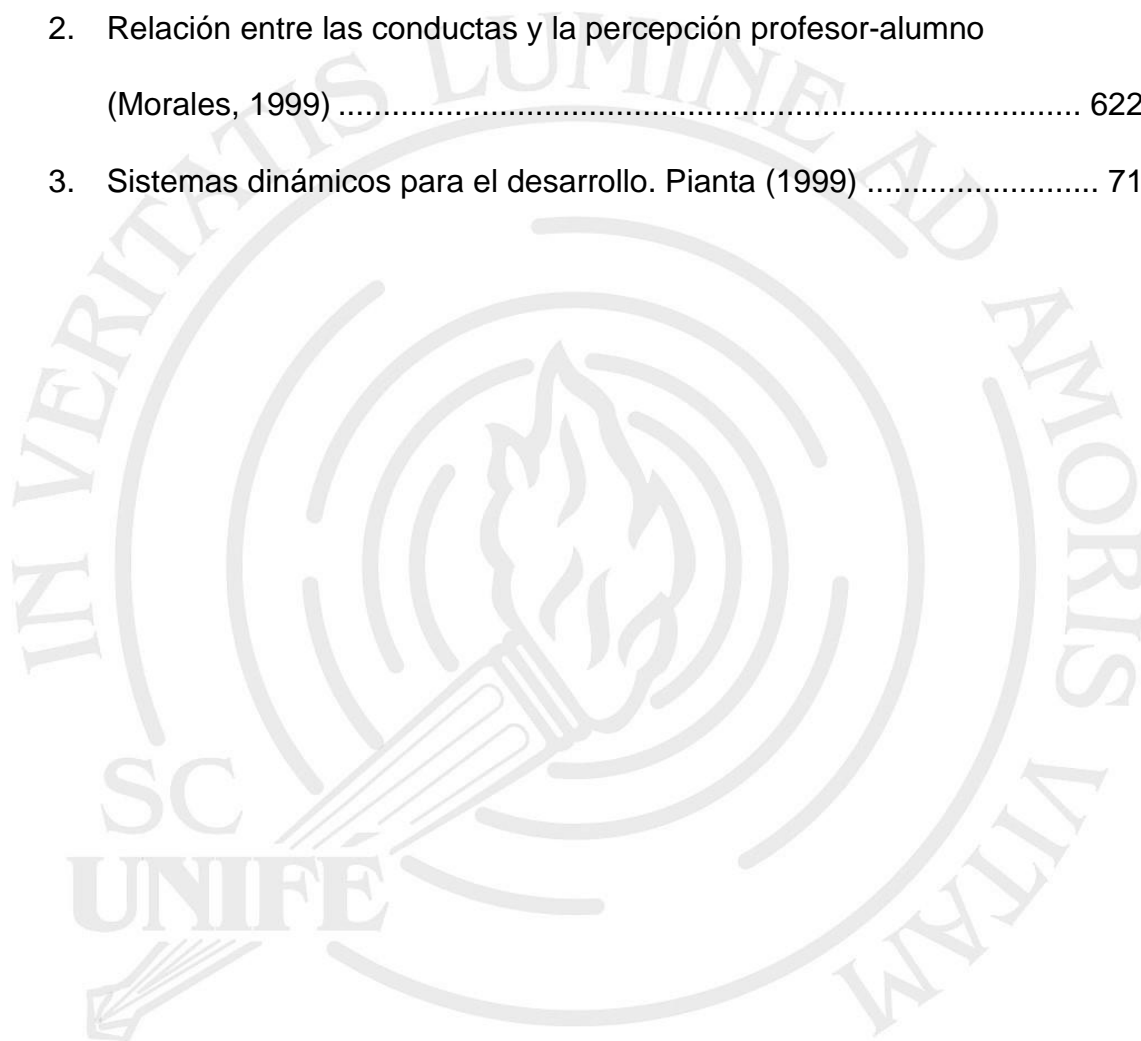 2. Relación entre las conductas y la percepción profesor-alumno
(Morales, 1999) ........................................................................... 622
3. Sistemas dinámicos para el desarrollo. Pianta (1999) .......................... 71
IN VERITATIS LUMINE AD AMORIS VITAM
SC
UNIFE